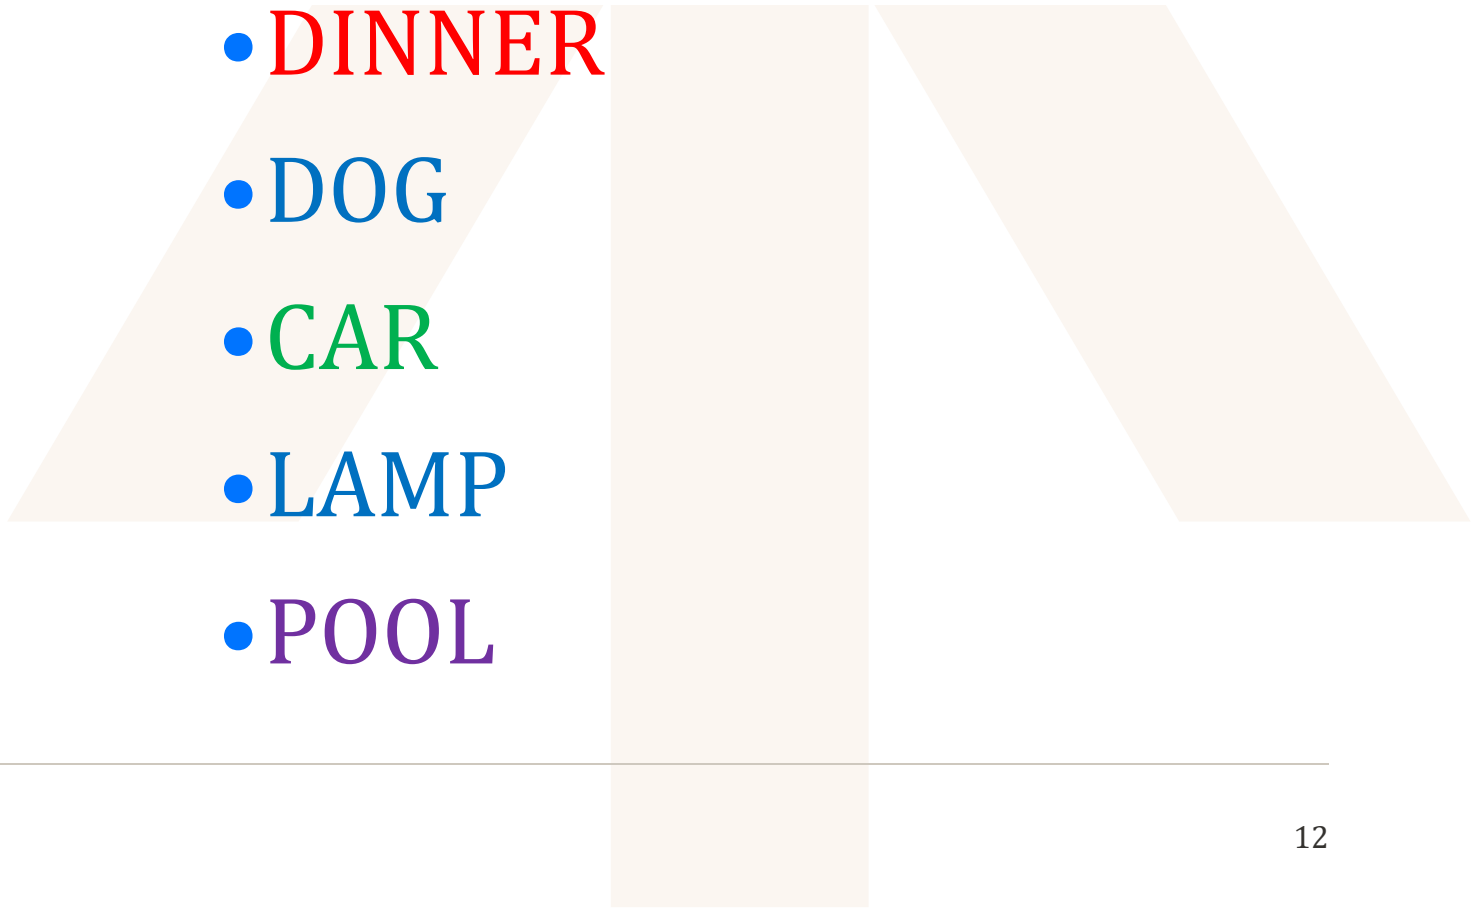 • DINNER
• DOG
• CAR
• LAMP
• POOL
12